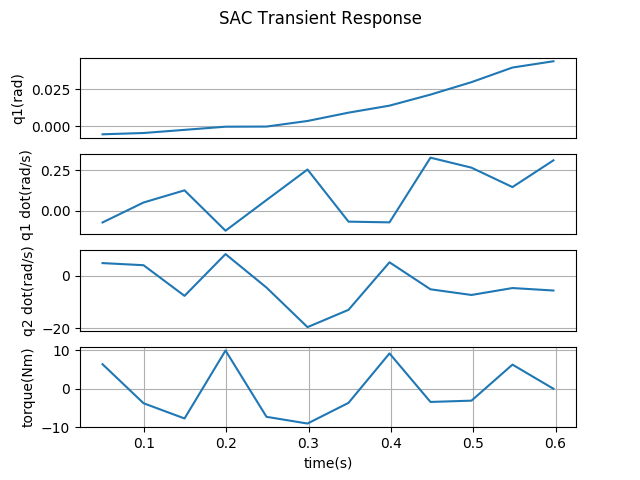 SAC Transient Response
q1(rad)
0.025
0.000
q1 dot(rad/s)
0.25
0.00
q2 dot(rad/s)
0
−20
torque(Nm)
10
0
−10
0.1 0.2 0.3 0.4 0.5 0.6
time(s)